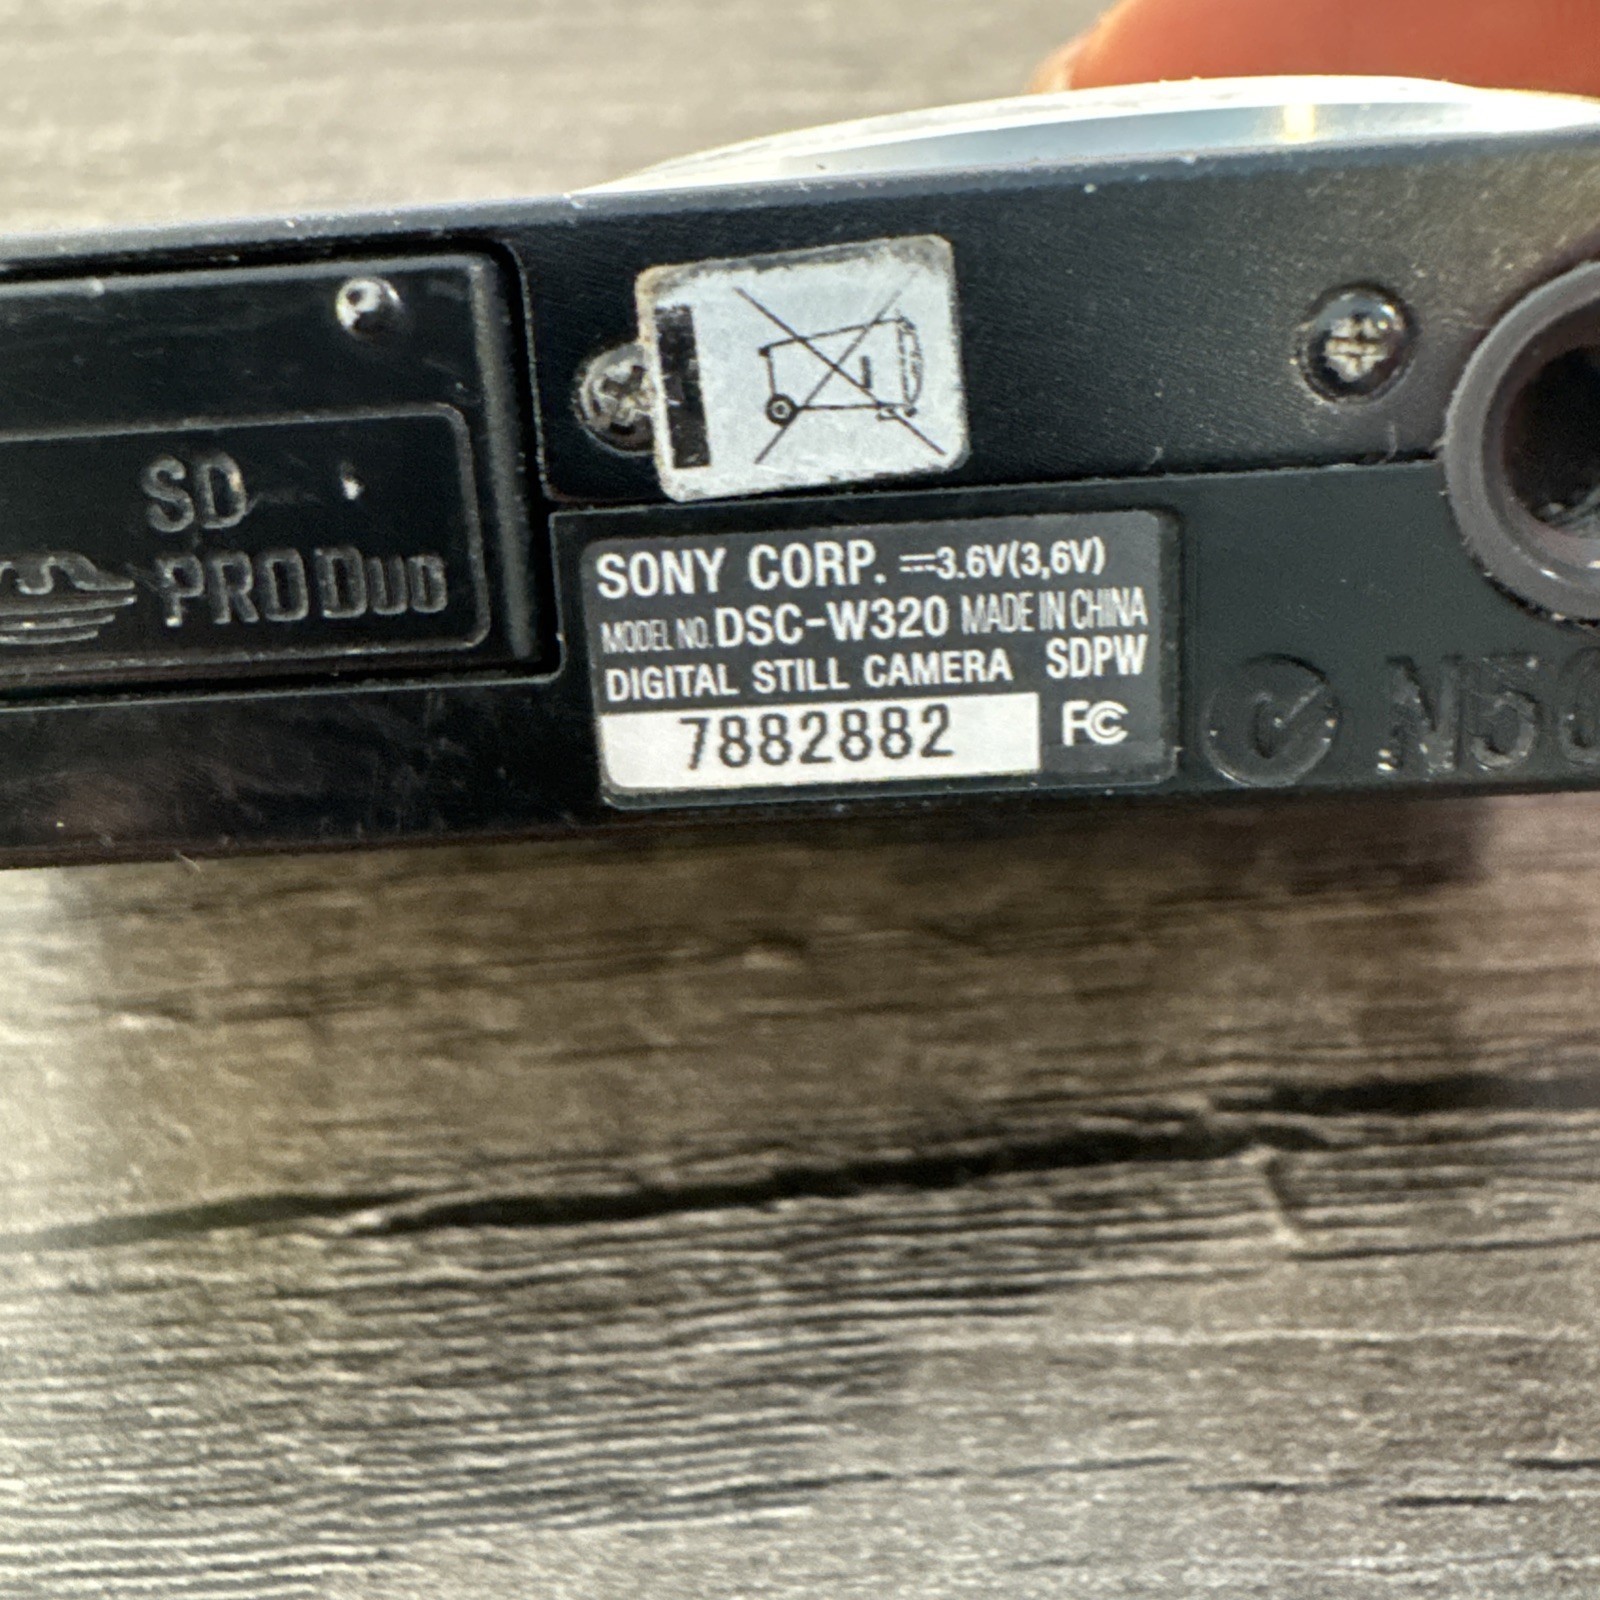 SD
PRO DUO
SONY CORP. ⎓3.6V(3,6V)
MODEL NO. DSC-W320 MADE IN CHINA
DIGITAL STILL CAMERA SDPW
7882882 FC
N50